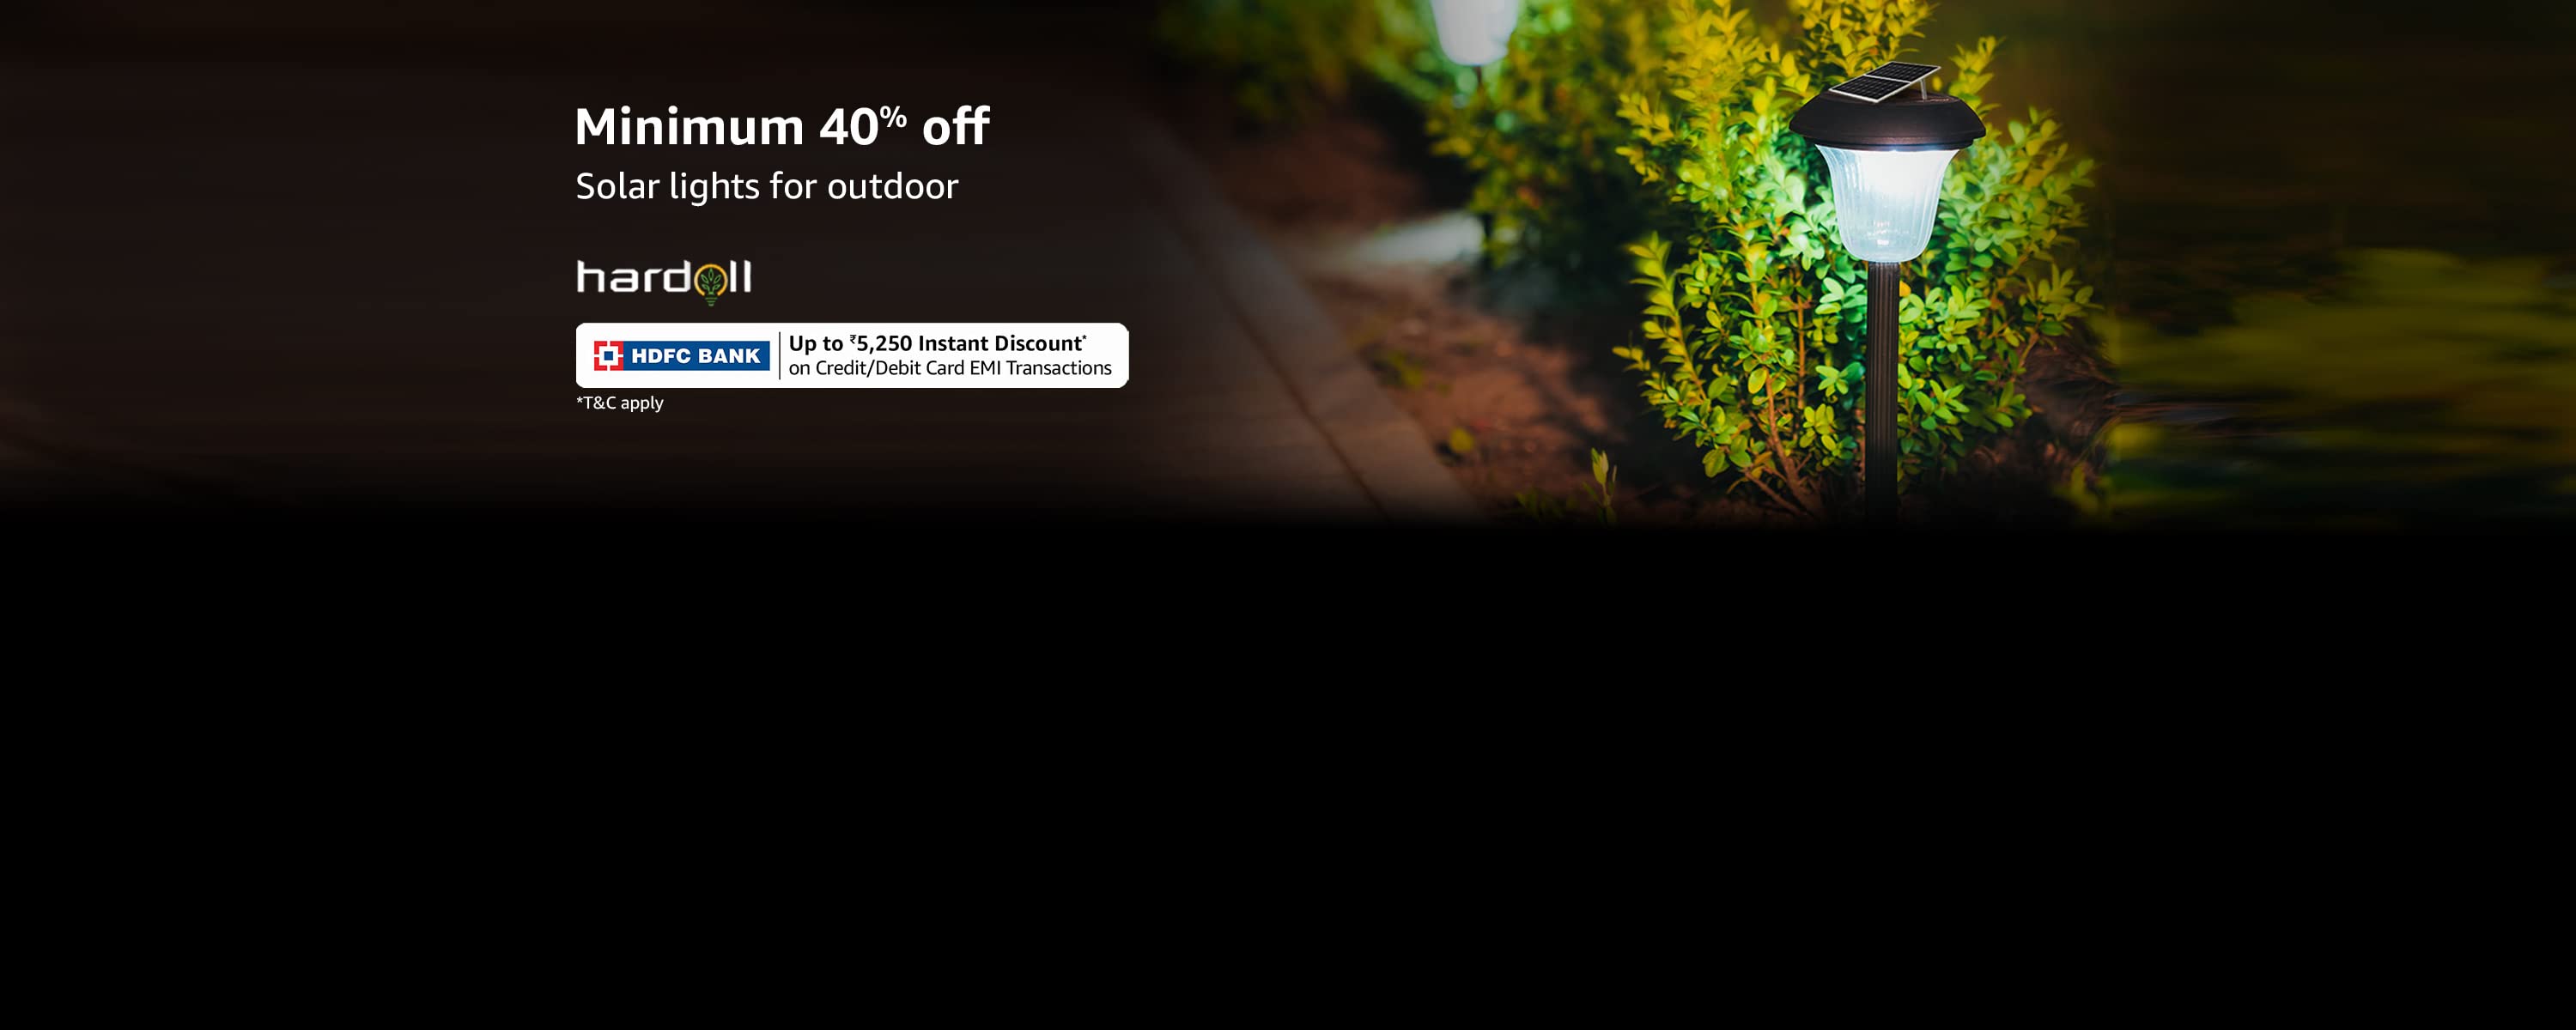 Minimum 40% off
Solar lights for outdoor
hardoll
HDFC BANK
Up to ₹5,250 Instant Discount*
on Credit/Debit Card EMI Transactions
*T&C apply